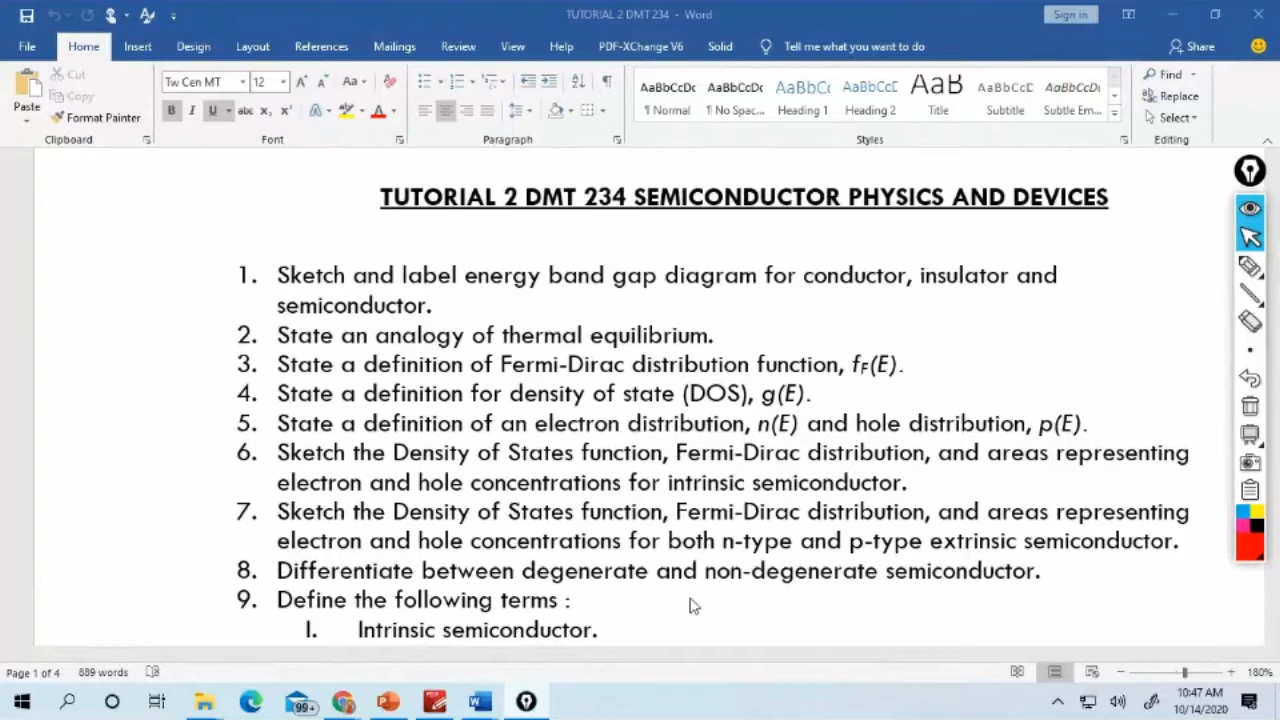 TUTORIAL 2 DMT 234 - Word
Sign in
File Home Insert Design Layout References Mailings Review View Help PDF-XChange V6 Solid Tell me what you want to do Share
Paste
Cut
Copy
Format Painter
Tw Cen MT 12
Aa
B I U abc x₂ x²
AaBbCcDc AaBbCcDc AaBbC( AaBbCcC AaB AaBbCcD AaBbCcDt
¶ Normal ¶ No Spac... Heading 1 Heading 2 Title Subtitle Subtle Em...
Find
Replace
Select
Clipboard Font Paragraph Styles Editing
TUTORIAL 2 DMT 234 SEMICONDUCTOR PHYSICS AND DEVICES
1. Sketch and label energy band gap diagram for conductor, insulator and
semiconductor.
2. State an analogy of thermal equilibrium.
3. State a definition of Fermi-Dirac distribution function, fF(E).
4. State a definition for density of state (DOS), g(E).
5. State a definition of an electron distribution, n(E) and hole distribution, p(E).
6. Sketch the Density of States function, Fermi-Dirac distribution, and areas representing
electron and hole concentrations for intrinsic semiconductor.
7. Sketch the Density of States function, Fermi-Dirac distribution, and areas representing
electron and hole concentrations for both n-type and p-type extrinsic semiconductor.
8. Differentiate between degenerate and non-degenerate semiconductor.
9. Define the following terms :
I. Intrinsic semiconductor.
Page 1 of 4 889 words 180%
99+
10:47 AM
10/14/2020